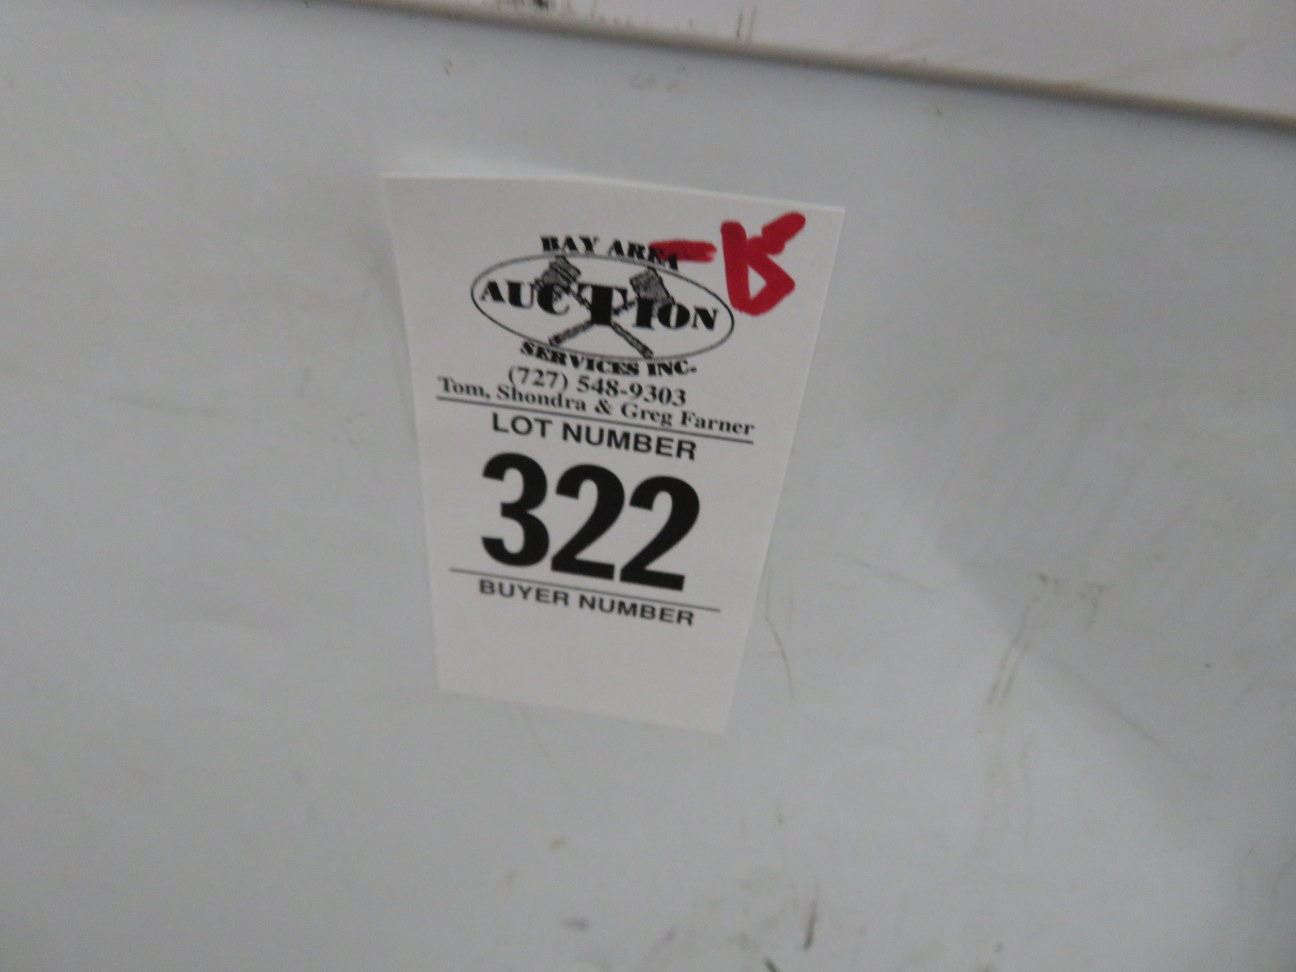 BAY AREA
AUCTION
SERVICES INC.
(727) 548-9303
Tom, Shondra & Greg Farner
LOT NUMBER
322
BUYER NUMBER